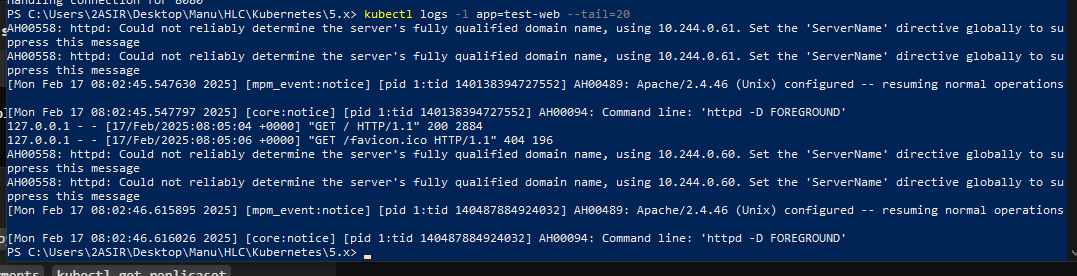 Handling connection for 8080
PS C:\Users\2ASIR\Desktop\Manu\HLC\Kubernetes\5.x> kubectl logs -l app=test-web --tail=20
AH00558: httpd: Could not reliably determine the server's fully qualified domain name, using 10.244.0.61. Set the 'ServerName' directive globally to su
ppress this message
AH00558: httpd: Could not reliably determine the server's fully qualified domain name, using 10.244.0.61. Set the 'ServerName' directive globally to su
ppress this message
[Mon Feb 17 08:02:45.547630 2025] [mpm_event:notice] [pid 1:tid 140138394727552] AH00489: Apache/2.4.46 (Unix) configured -- resuming normal operations
[Mon Feb 17 08:02:45.547797 2025] [core:notice] [pid 1:tid 140138394727552] AH00094: Command line: 'httpd -D FOREGROUND'
127.0.0.1 - - [17/Feb/2025:08:05:04 +0000] "GET / HTTP/1.1" 200 2884
127.0.0.1 - - [17/Feb/2025:08:05:06 +0000] "GET /favicon.ico HTTP/1.1" 404 196
AH00558: httpd: Could not reliably determine the server's fully qualified domain name, using 10.244.0.60. Set the 'ServerName' directive globally to su
ppress this message
AH00558: httpd: Could not reliably determine the server's fully qualified domain name, using 10.244.0.60. Set the 'ServerName' directive globally to su
ppress this message
[Mon Feb 17 08:02:46.615895 2025] [mpm_event:notice] [pid 1:tid 140487884924032] AH00489: Apache/2.4.46 (Unix) configured -- resuming normal operations
[Mon Feb 17 08:02:46.616026 2025] [core:notice] [pid 1:tid 140487884924032] AH00094: Command line: 'httpd -D FOREGROUND'
PS C:\Users\2ASIR\Desktop\Manu\HLC\Kubernetes\5.x>
kubectl get